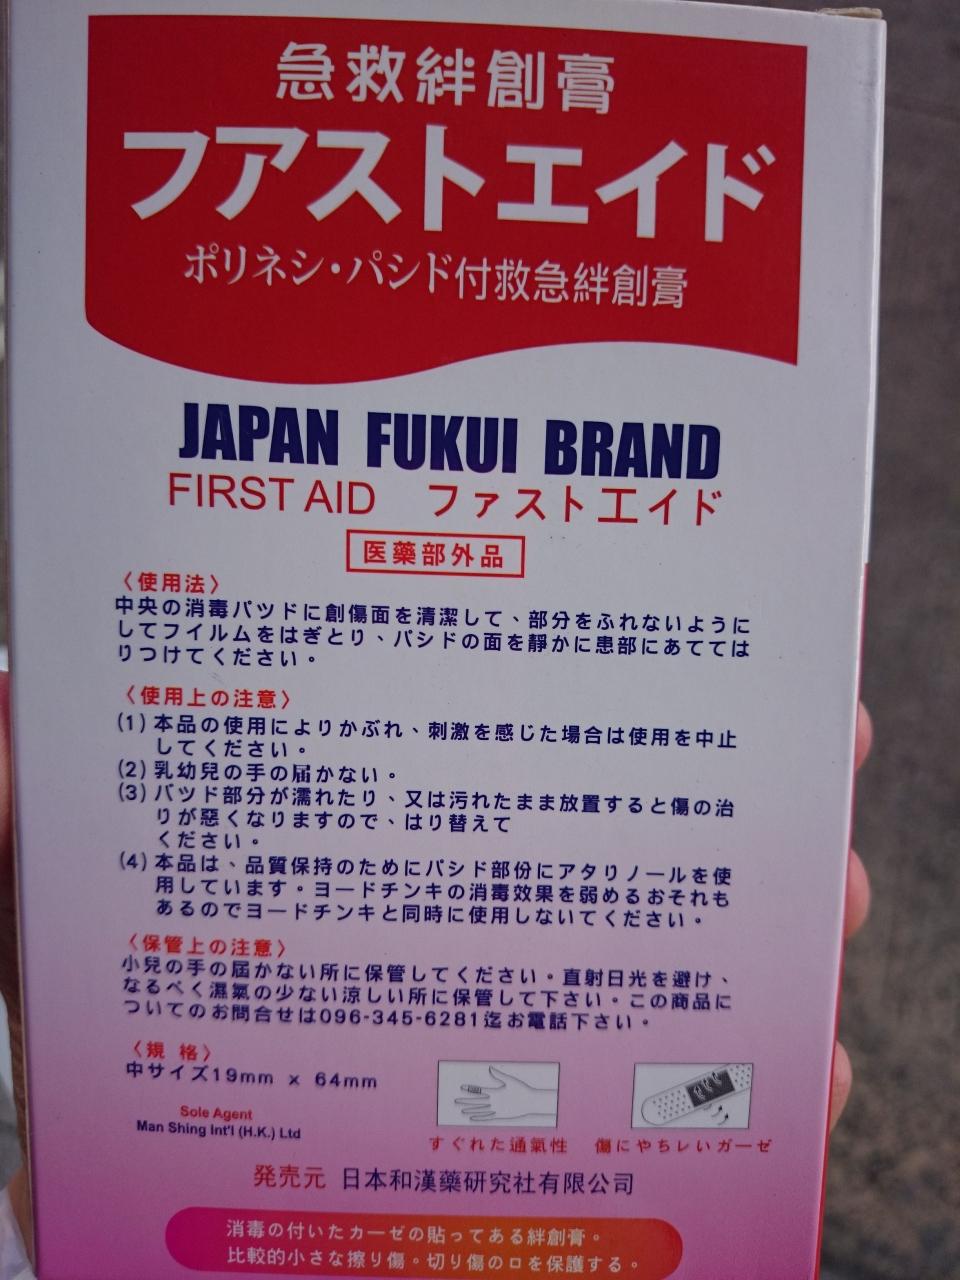 急救絆創膏
フアストエイド
ポリネシ・パシド付救急絆創膏
JAPAN FUKUI BRAND
FIRST AID ファストエイド
医藥部外品
〈使用法〉
中央の消毒パツドに創傷面を清潔して、部分をふれないように
してフイルムをはぎとり、パシドの面を靜かに患部にあてては
りつけてください。
〈使用上の注意〉
(1)本品の使用によりかぶれ、刺激を感じた場合は使用を中止
してください。
(2)乳幼兒の手の届かない。
(3)パツド部分が濡れたり、又は污れたまま放置すると傷の治
りが惡くなりますので、はり替えて
ください。
(4)本品は、品質保持のためにパシド部份にアタリノールを使
用しています。ヨードチンキの消毒效果を弱めるおそれも
あるのでヨードチンキと同時に使用しないてください。
〈保管上の注意〉
小兒の手の屆かない所に保管してください。直射日光を避け、
なるべく濕氣の少ない涼しい所に保管して下さい。この商品に
ついてのお問合せは096-345-6281迄お電話下さい。
〈規 格〉
中サイズ19mm x 64mm
Sole Agent
Man Shing Int'l (H.K.) Ltd
すぐれた通氣性 傷にやちレいガーゼ
発売元 日本和漢藥研究社有限公司
消毒の付いたカーゼの貼ってある絆創膏。
比較的小さな擦り傷。切り傷のロを保護する。